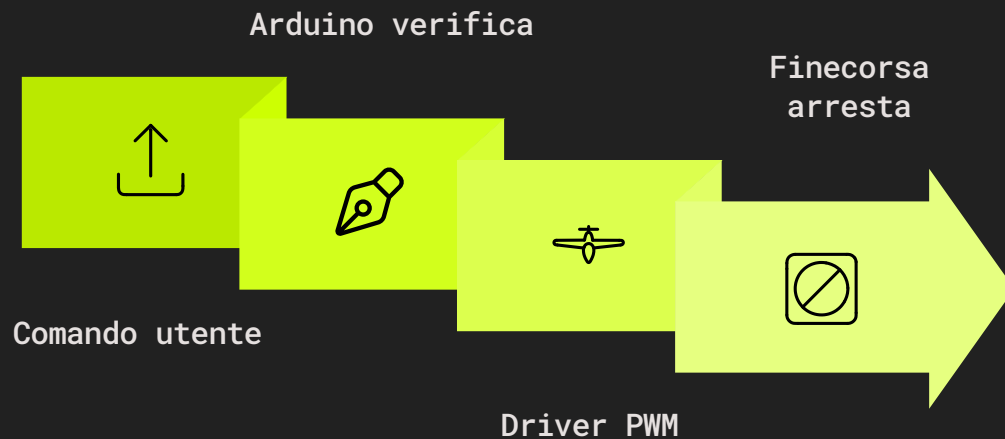 Comando utente
Arduino verifica
Driver PWM
Finecorsa
arresta